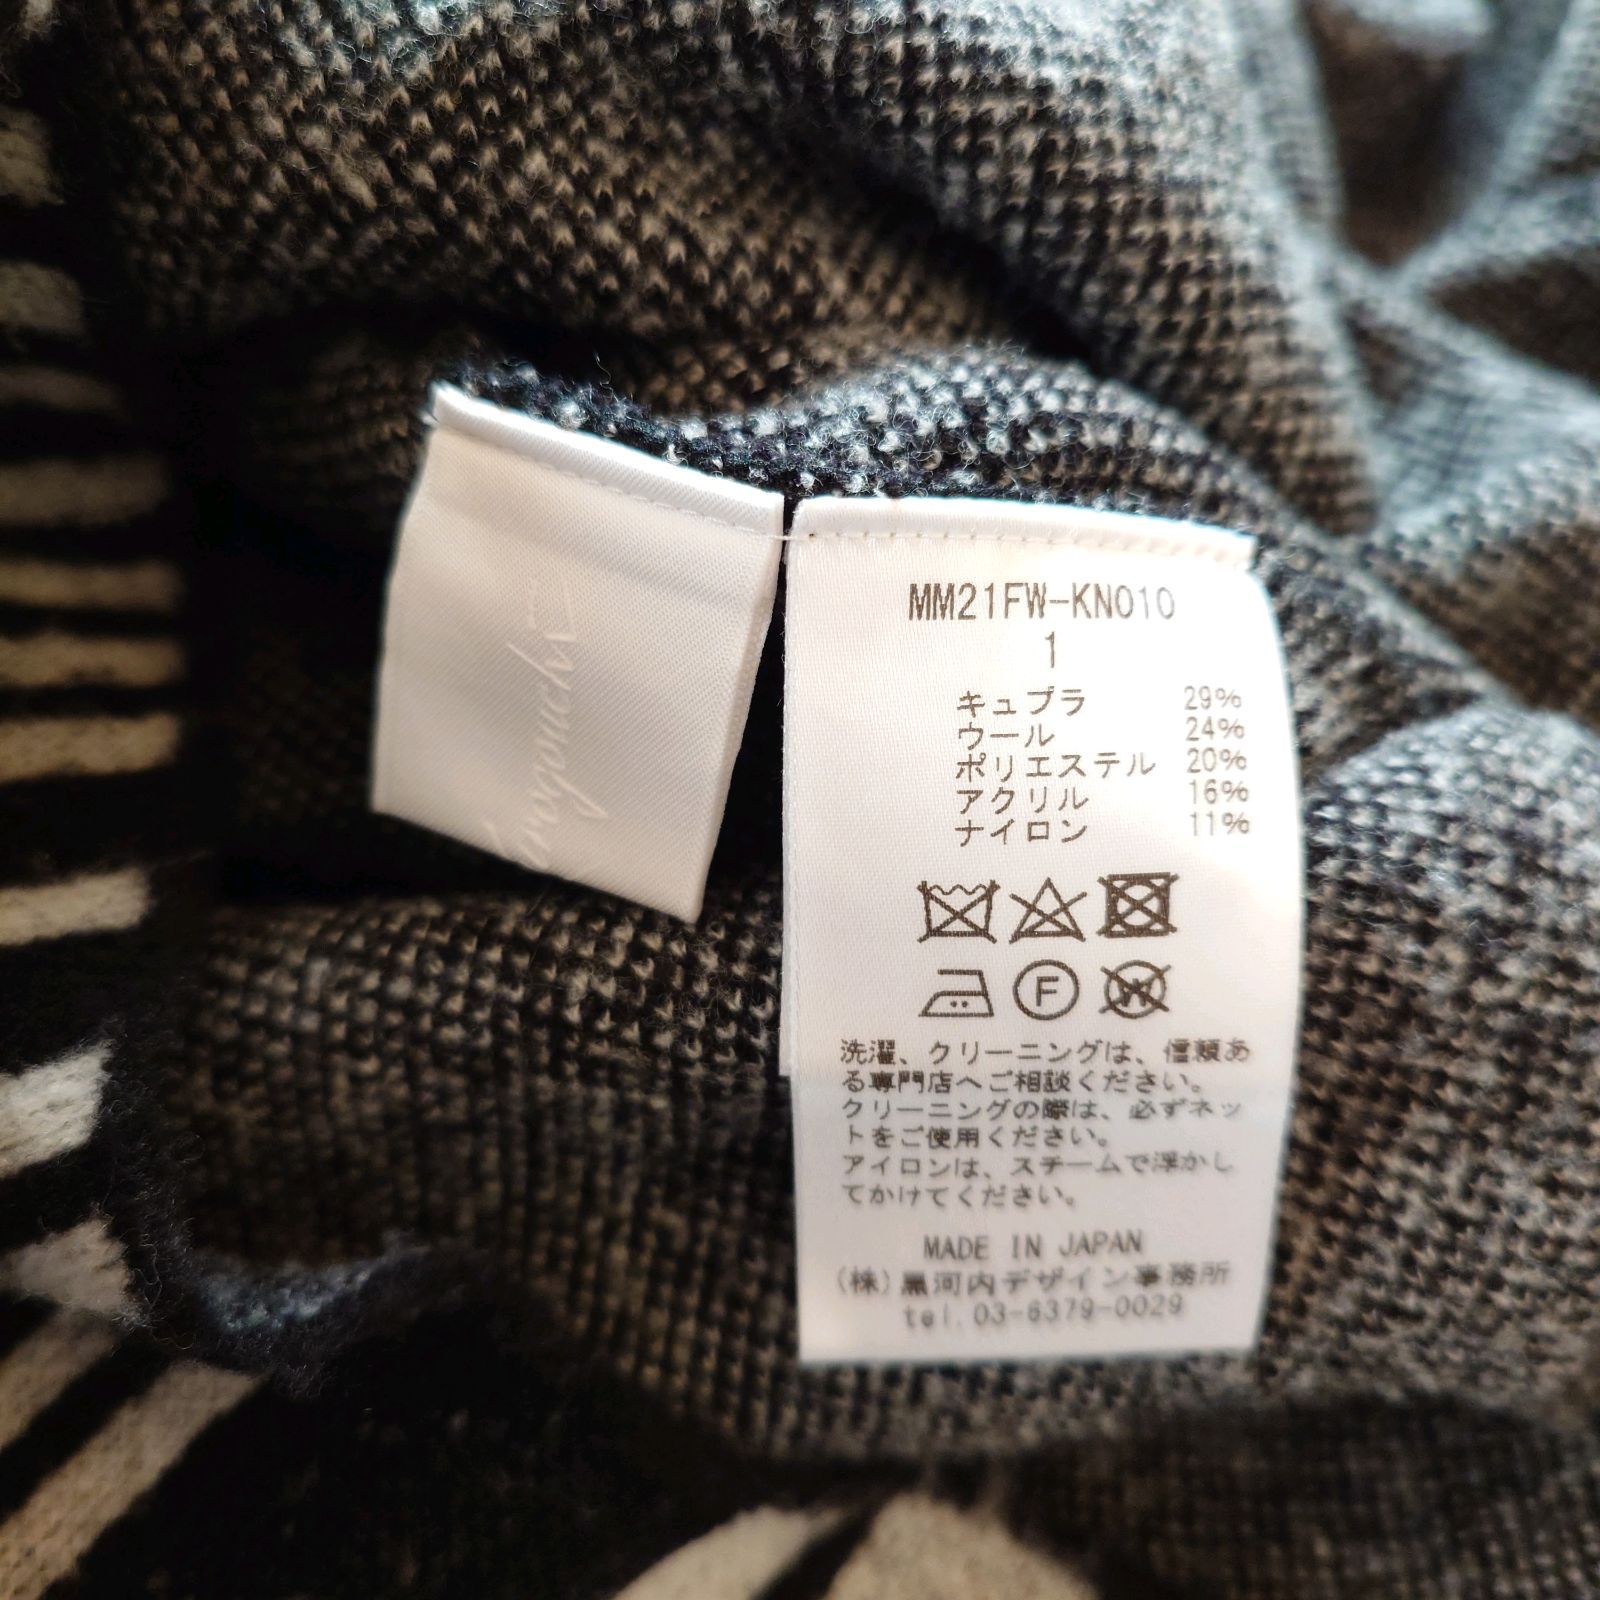 MM21FW-KN010
1
キュプラ 29%
ウール 24%
ポリエステル 20%
アクリル 16%
ナイロン 11%
F
W
洗濯、クリーニングは、信頼あ
る専門店へご相談ください。
クリーニングの際は、必ずネッ
トをご使用ください。
アイロンは、スチームで浮かし
てかけてください。
MADE IN JAPAN
(株)黒河内デザイン事務所
tel.03-6379-0029